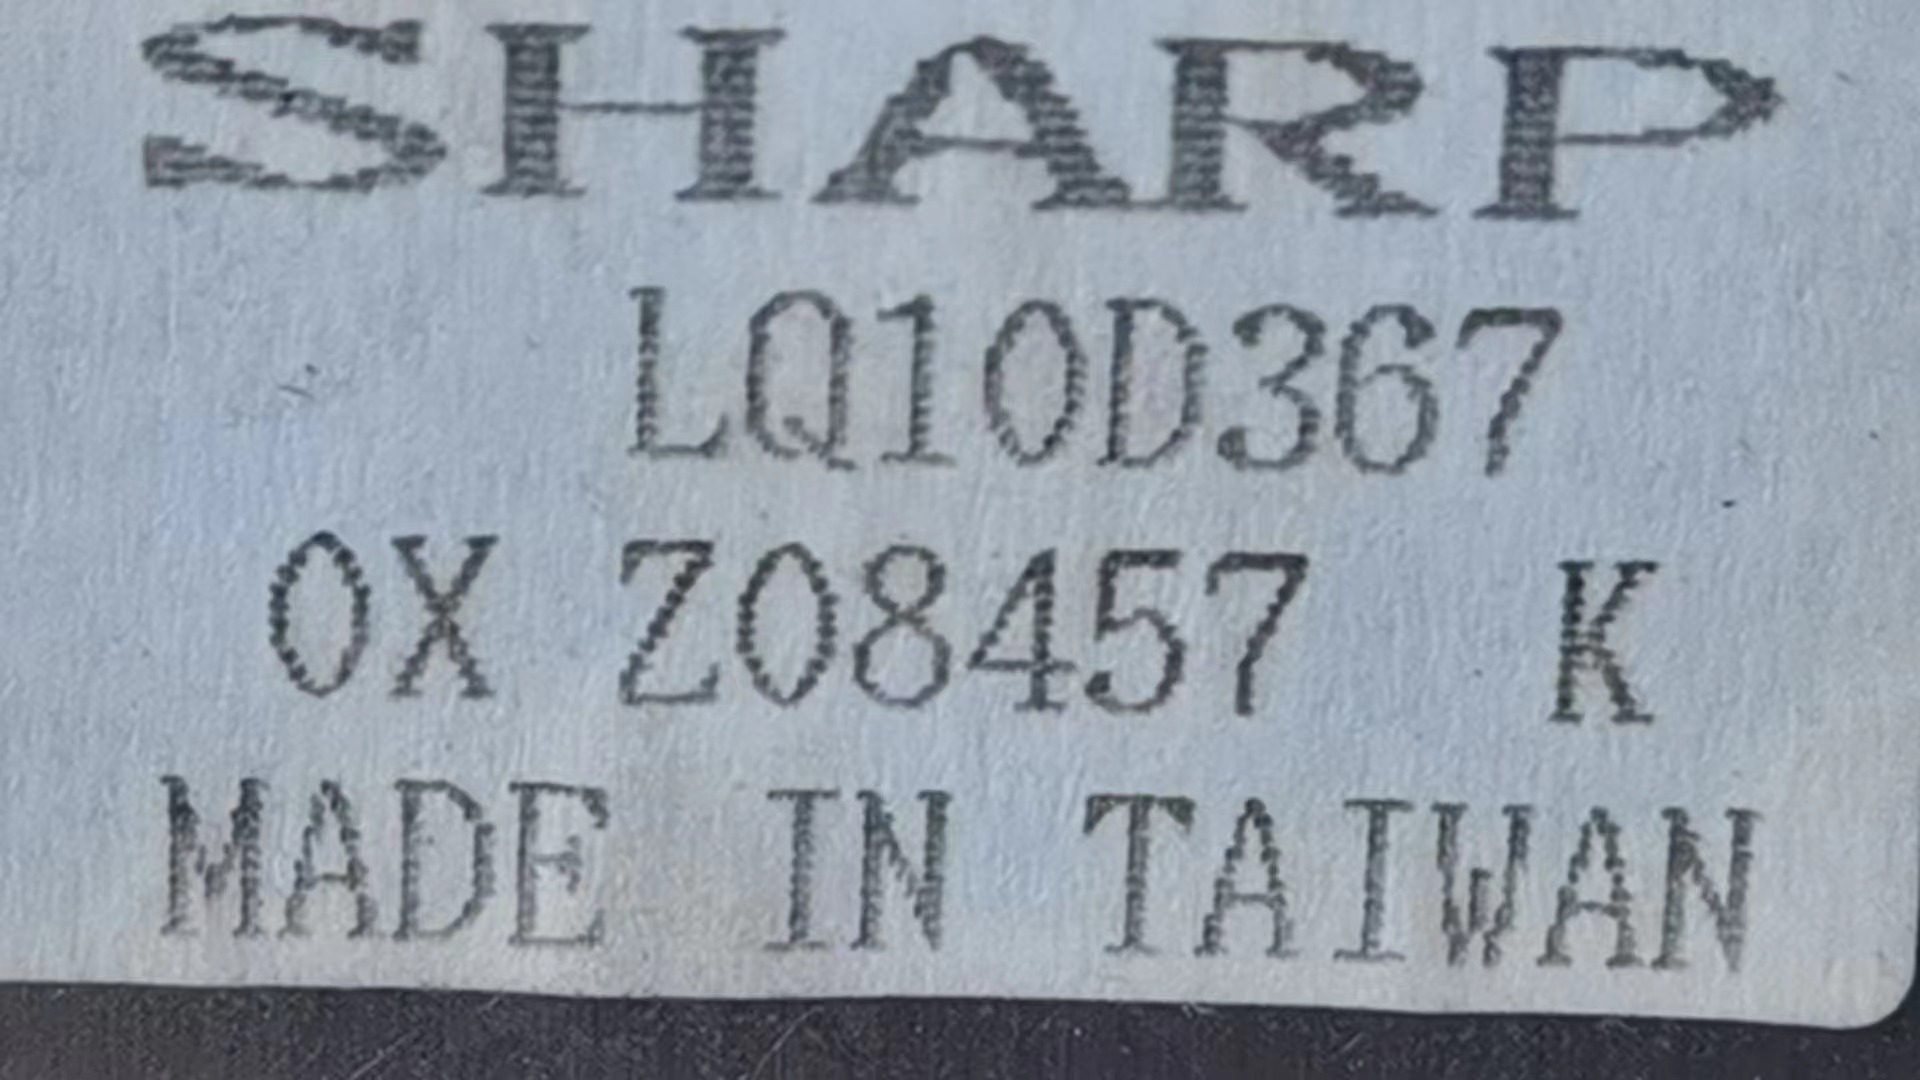 SHARP
LQ10D367
0X Z08457 K
MADE IN TAIWAN